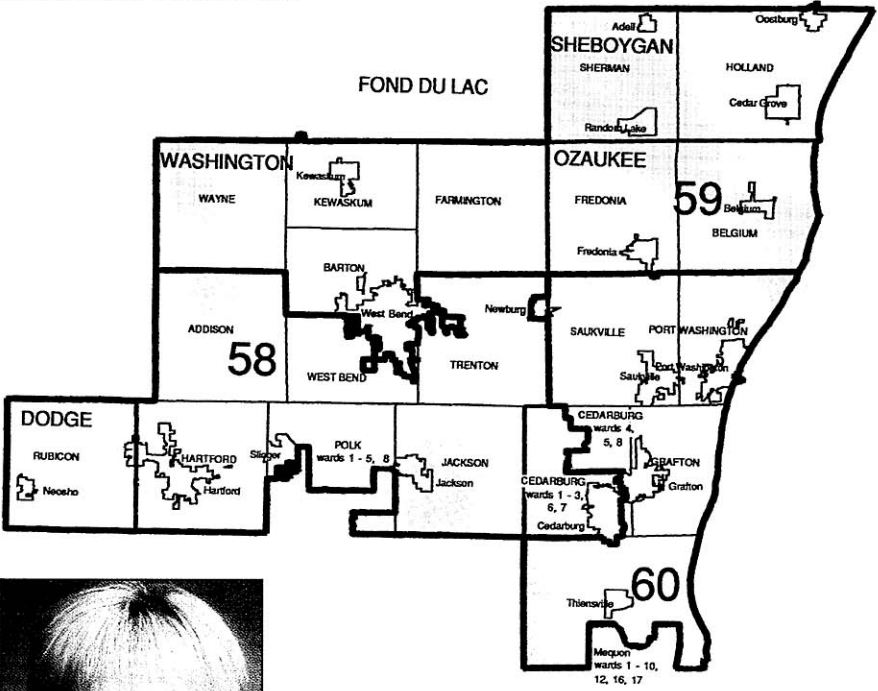 Adell
Oostburg
SHEBOYGAN
SHERMAN
HOLLAND
FOND DU LAC
Cedar Grove
Random Lake
WASHINGTON
OZAUKEE
Kewaskum
WAYNE
KEWASKUM
FARMINGTON
FREDONIA
59
Belgium
BELGIUM
Fredonia
BARTON
West Bend
Newburg
ADDISON
58
SAUKVILLE
PORT WASHINGTON
WEST BEND
TRENTON
Saukville
Port Washington
DODGE
CEDARBURG
wards 4,
5, 8
RUBICON
HARTFORD
Slinger
POLK
wards 1 - 5, 8
JACKSON
GRAFTON
Neosho
Hartford
Jackson
CEDARBURG
wards 1 - 3,
6, 7
Grafton
Cedarburg
60
Thiensville
Mequon
wards 1 - 10,
12, 16, 17